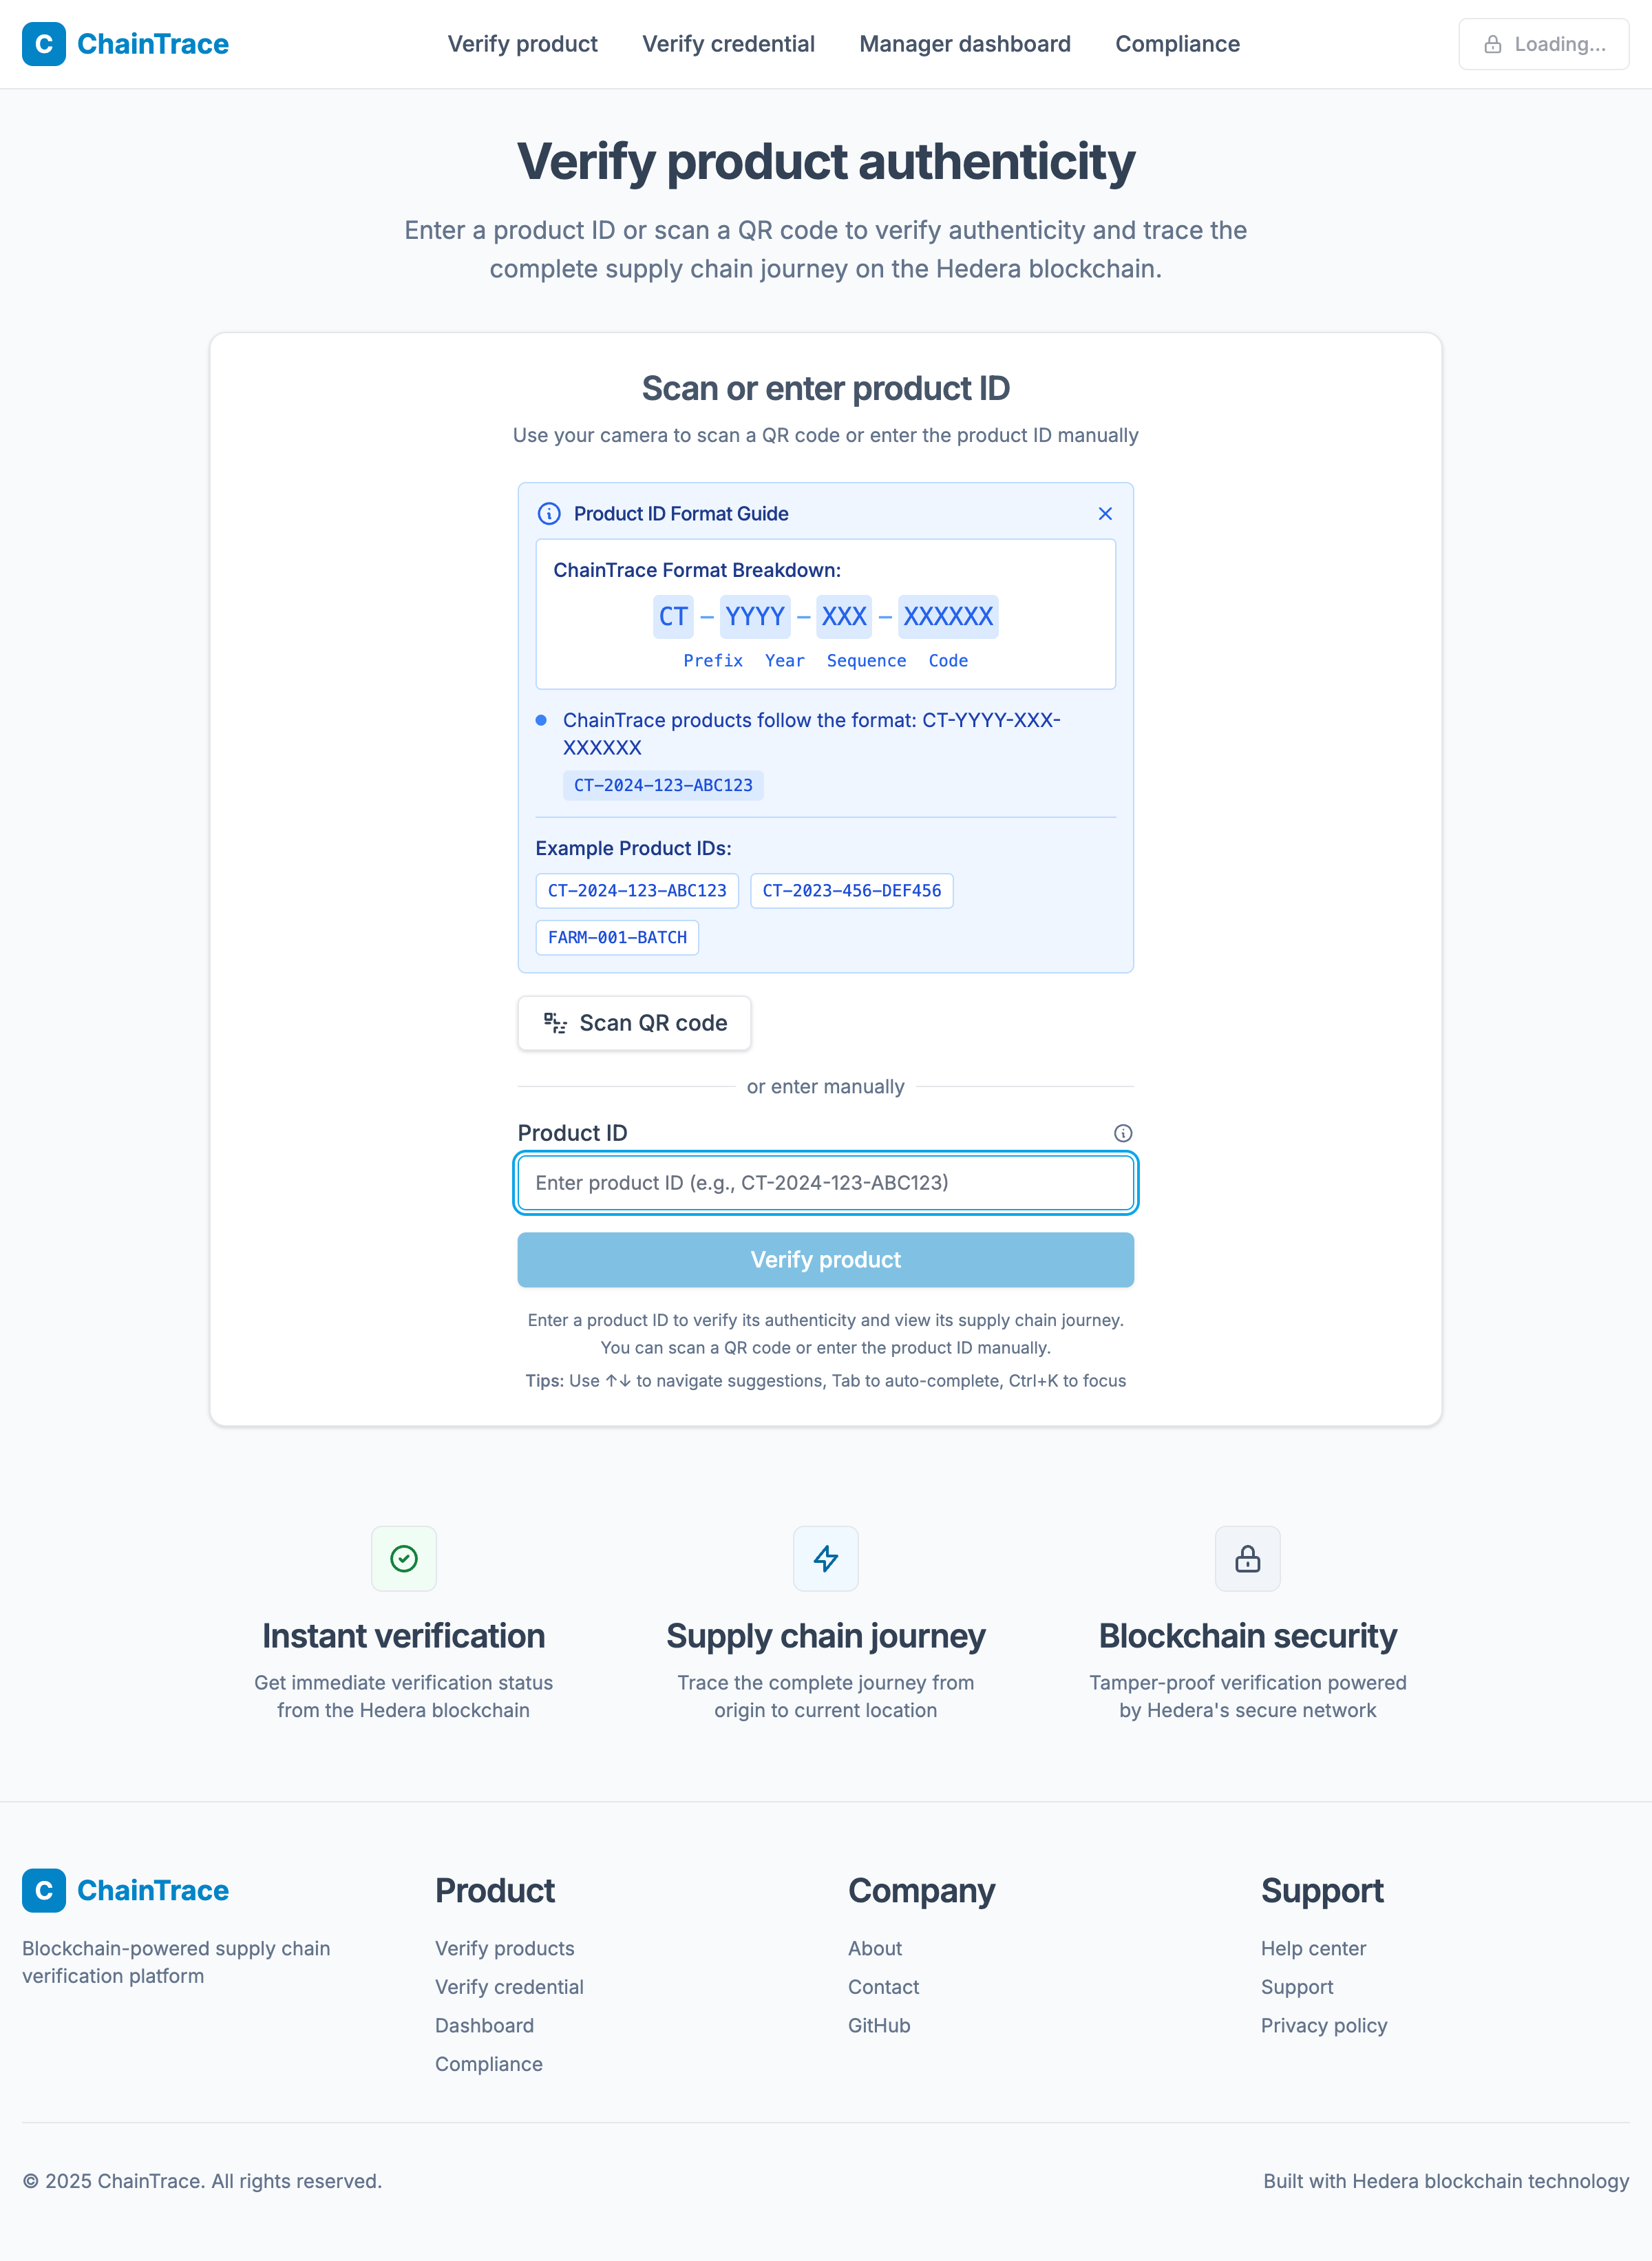 C ChainTrace
Verify product
Verify credential
Manager dashboard
Compliance
Loading...
Verify product authenticity
Enter a product ID or scan a QR code to verify authenticity and trace the
complete supply chain journey on the Hedera blockchain.
Scan or enter product ID
Use your camera to scan a QR code or enter the product ID manually
Product ID Format Guide
ChainTrace Format Breakdown:
CT – YYYY – XXX – XXXXXX
Prefix Year Sequence Code
ChainTrace products follow the format: CT-YYYY-XXX-
XXXXXX
CT-2024-123-ABC123
Example Product IDs:
CT-2024-123-ABC123
CT-2023-456-DEF456
FARM-001-BATCH
Scan QR code
or enter manually
Product ID
Enter product ID (e.g., CT-2024-123-ABC123)
Verify product
Enter a product ID to verify its authenticity and view its supply chain journey.
You can scan a QR code or enter the product ID manually.
Tips: Use ↑↓ to navigate suggestions, Tab to auto-complete, Ctrl+K to focus
Instant verification
Get immediate verification status
from the Hedera blockchain
Supply chain journey
Trace the complete journey from
origin to current location
Blockchain security
Tamper-proof verification powered
by Hedera's secure network
C ChainTrace
Blockchain-powered supply chain
verification platform
Product
Verify products
Verify credential
Dashboard
Compliance
Company
About
Contact
GitHub
Support
Help center
Support
Privacy policy
© 2025 ChainTrace. All rights reserved.
Built with Hedera blockchain technology